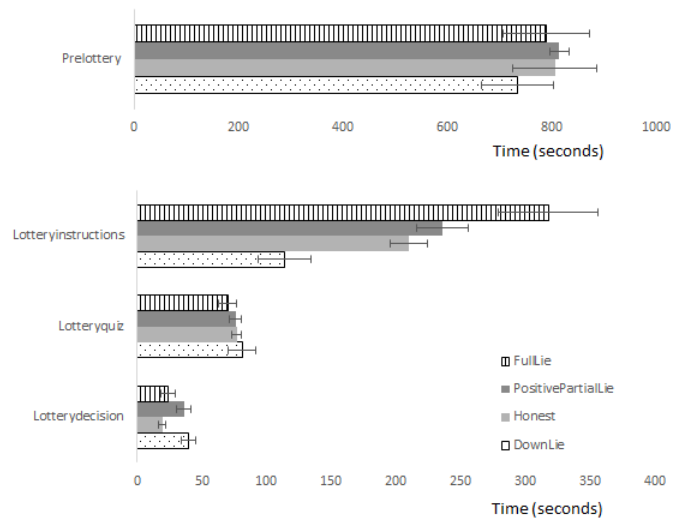 Prelottery
0 200 400 600 800 1000
Time (seconds)
Lotteryinstructions
Lotteryquiz
Lotterydecision
FullLie
PositivePartialLie
Honest
DownLie
0 50 100 150 200 250 300 350 400
Time (seconds)